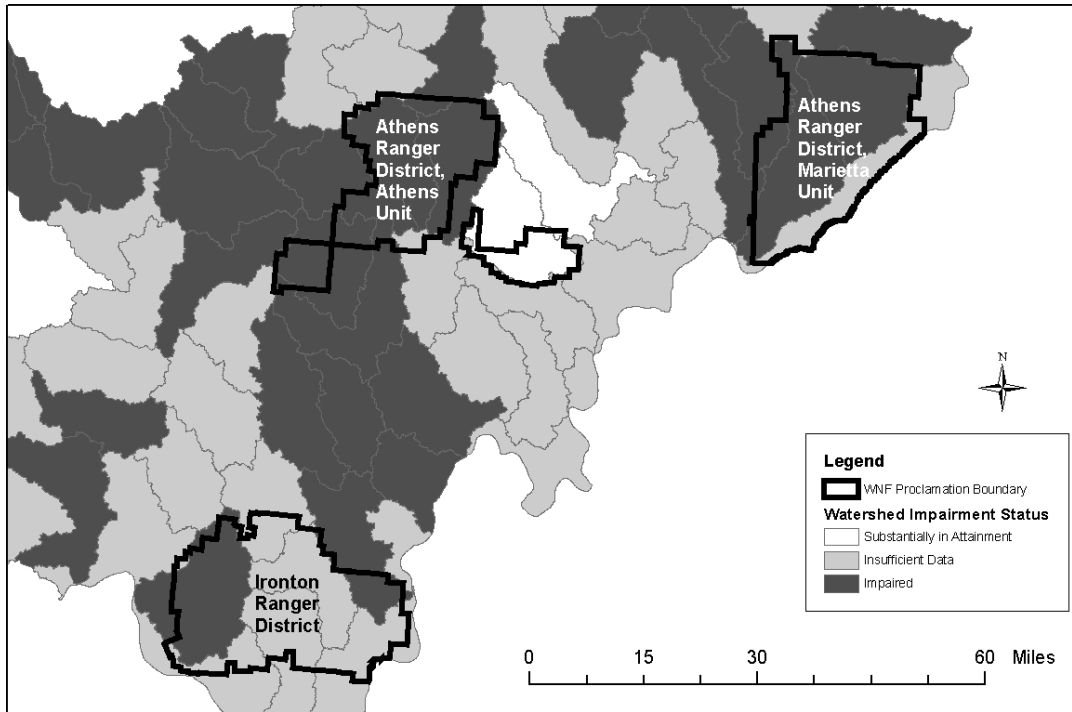 Athens
Ranger
District,
Athens
Unit
Athens
Ranger
District,
Marietta
Unit
N
Ironton
Ranger
District
Legend
WNF Proclamation Boundary
Watershed Impairment Status
Substantially in Attainment
Insufficient Data
Impaired
0 15 30 60 Miles